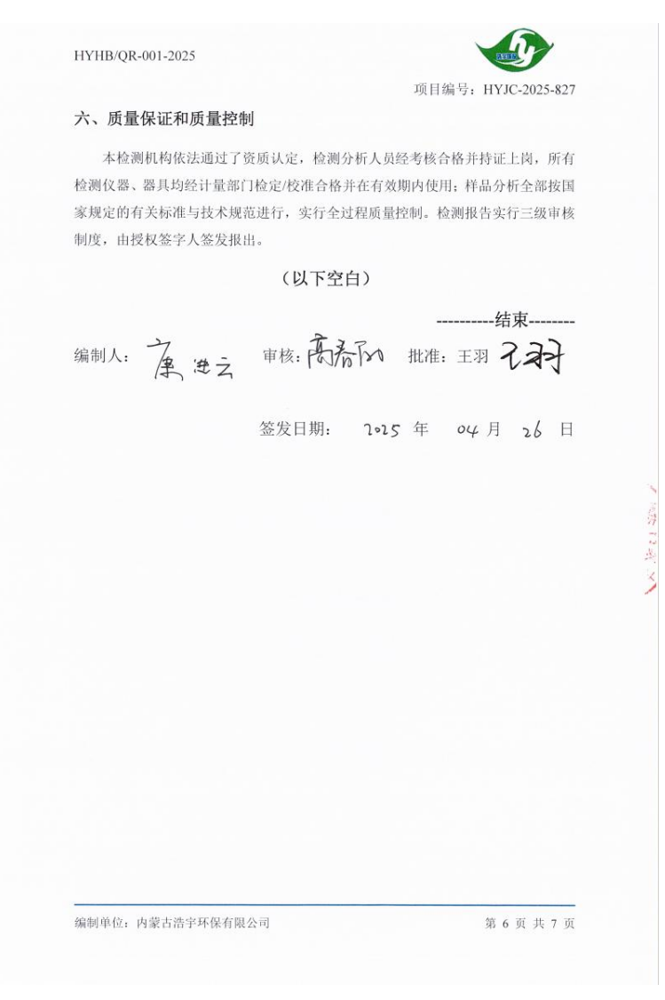 HYHB/QR-001-2025
hy
项目编号：HYJC-2025-827
六、质量保证和质量控制
本检测机构依法通过了资质认定，检测分析人员经考核合格并持证上岗，所有
检测仪器、器具均经计量部门检定/校准合格并在有效期内使用；样品分析全部按国
家规定的有关标准与技术规范进行，实行全过程质量控制。检测报告实行三级审核
制度，由授权签字人签发报出。
（以下空白）
----------结束--------
编制人： 审核：高春 批准：王羽 王羽
签发日期： 2025 年 04 月 26 日
编制单位：内蒙古浩宇环保有限公司 第 6 页 共 7 页